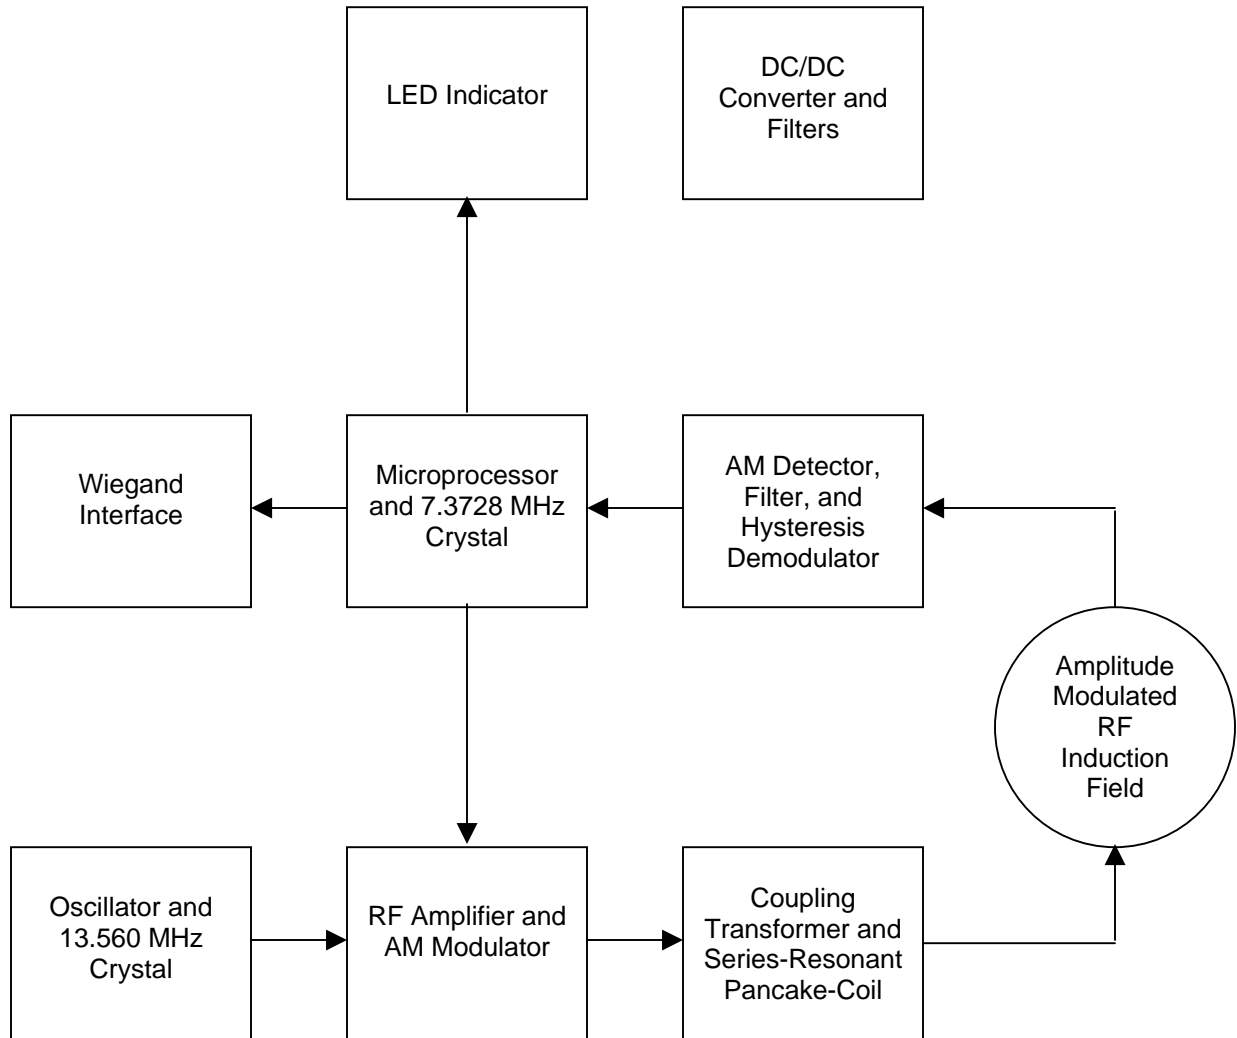 LED Indicator
DC/DC
Converter and
Filters
Wiegand
Interface
Microprocessor
and 7.3728 MHz
Crystal
AM Detector,
Filter, and
Hysteresis
Demodulator
Amplitude
Modulated
RF
Induction
Field
Oscillator and
13.560 MHz
Crystal
RF Amplifier and
AM Modulator
Coupling
Transformer and
Series-Resonant
Pancake-Coil